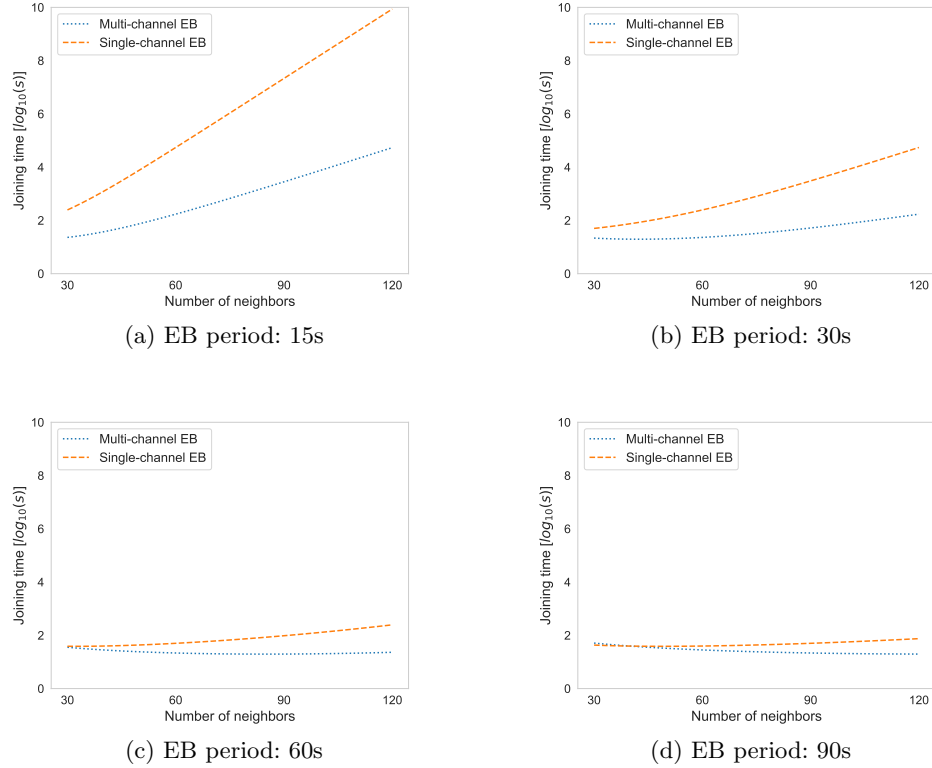 10
8
6
4
2
0
Joining time [log10(s)]
Multi-channel EB
Single-channel EB
30 60 90 120
Number of neighbors
(a) EB period: 15s
10
8
6
4
2
0
Joining time [log10(s)]
Multi-channel EB
Single-channel EB
30 60 90 120
Number of neighbors
(b) EB period: 30s
10
8
6
4
2
0
Joining time [log10(s)]
Multi-channel EB
Single-channel EB
30 60 90 120
Number of neighbors
(c) EB period: 60s
10
8
6
4
2
0
Joining time [log10(s)]
Multi-channel EB
Single-channel EB
30 60 90 120
Number of neighbors
(d) EB period: 90s